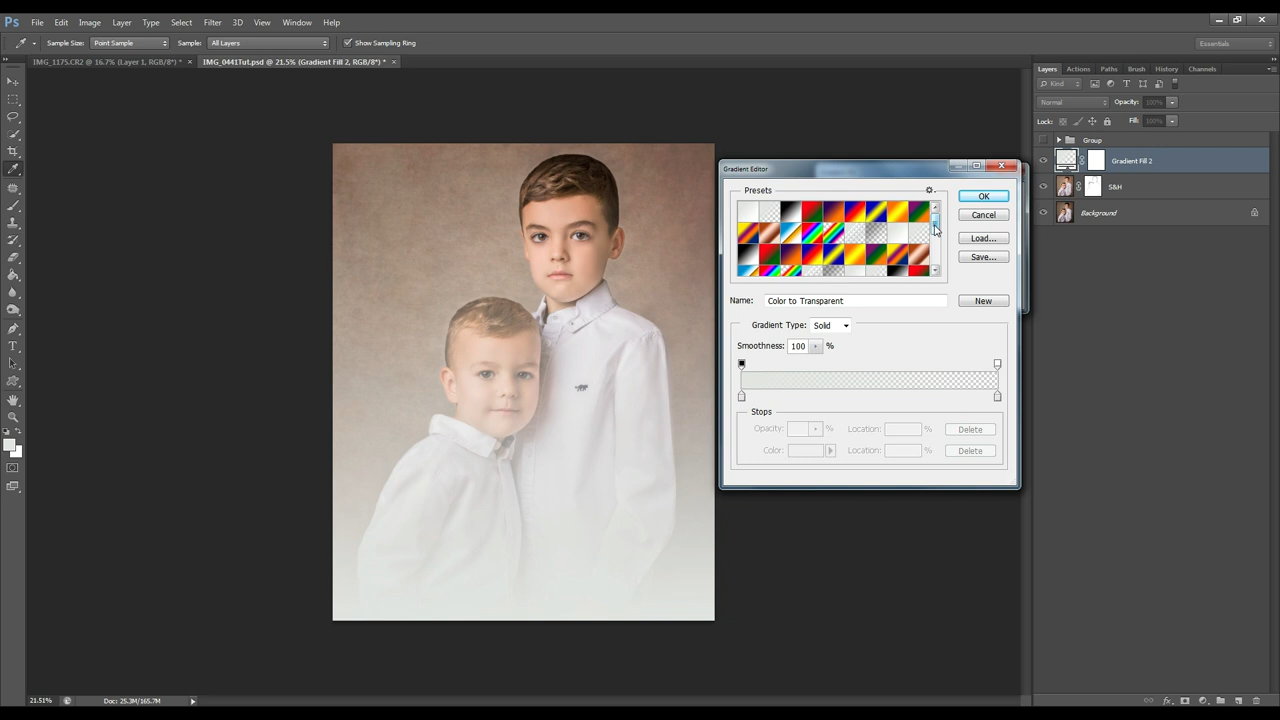 Ps File Edit Image Layer Type Select Filter 3D View Window Help
Sample Size: Point Sample Sample: All Layers Show Sampling Ring Essentials
IMG_1175.CR2 @ 16.7% (Layer 1, RGB/8*) * × IMG_0441Tut.psd @ 21.5% (Gradient Fill 2, RGB/8*) * ×
Layers Actions Paths Brush History Channels
Kind
Normal Opacity: 100%
Lock: Fill: 100%
Group
Gradient Fill 2
S&H
Background
Gradient Editor
Presets
OK
Cancel
Load...
Save...
Name: Color to Transparent New
Gradient Type: Solid
Smoothness: 100 %
Stops
Opacity: % Location: % Delete
Color: Location: % Delete
21.51% Doc: 25.3M/165.7M